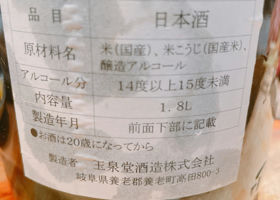 品目 日本酒
原材料名 米(国産)、米こうじ(国産米)、
醸造アルコール
アルコール分 14度以上15度未満
内容量 1.8L
製造年月 前面下部に記載
●お酒は20歳になってから
製造者 玉泉堂酒造株式会社
岐阜県養老郡養老町高田800-3